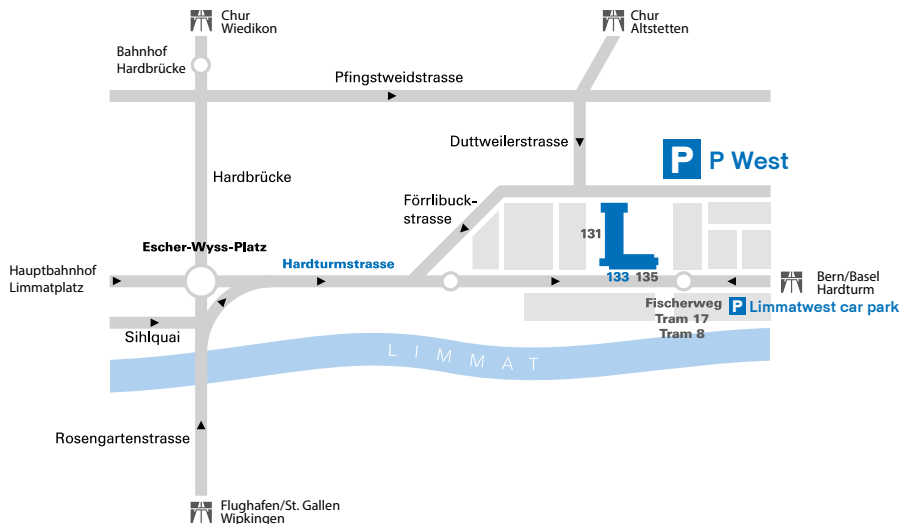 Chur
Wiedikon
Chur
Altstetten
Bahnhof
Hardbrücke
Pfingstweidstrasse
Duttweilerstrasse
P
P West
Hardbrücke
Förrlibuck-
strasse
131
Escher-Wyss-Platz
Hauptbahnhof
Limmatplatz
Hardturmstrasse
133
135
Bern/Basel
Hardturm
Fischerweg
Tram 17
Tram 8
P
Limmatwest car park
Sihlquai
LIMMAT
Rosengartenstrasse
Flughafen/St. Gallen
Wipkingen